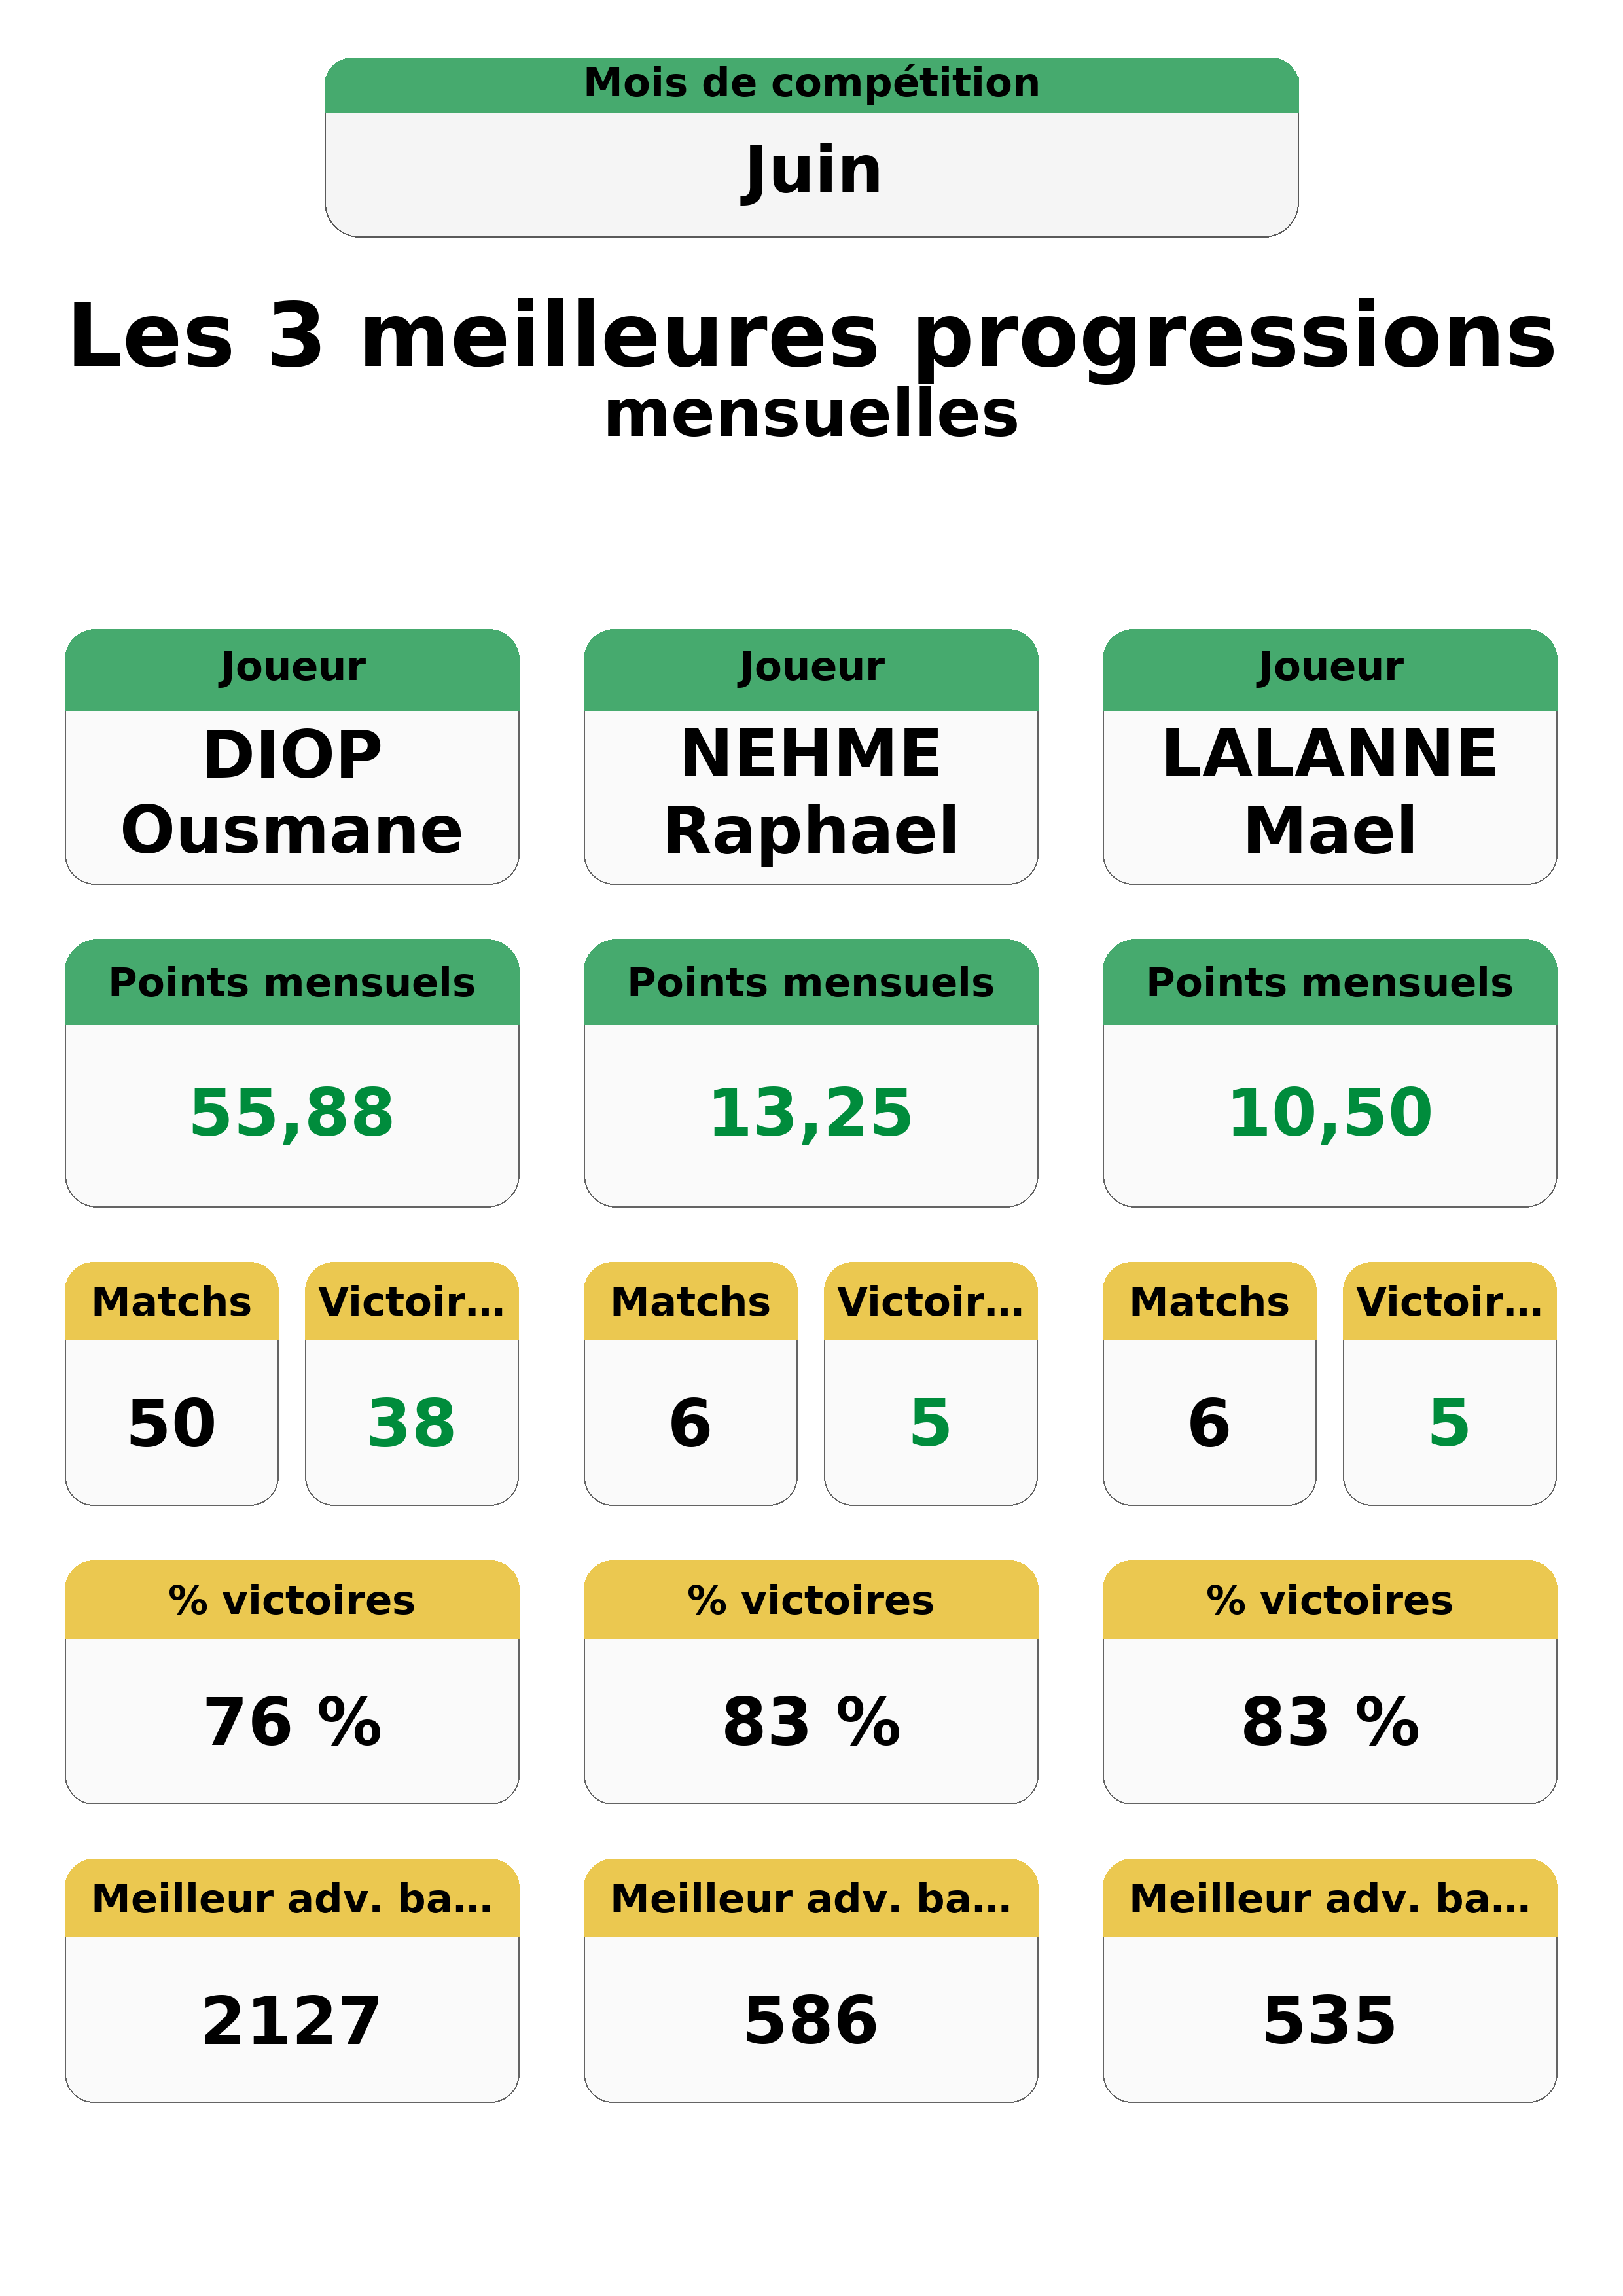 Mois de compétition
Juin
Les 3 meilleures progressions
mensuelles
Joueur
DIOP
Ousmane
Joueur
NEHME
Raphael
Joueur
LALANNE
Mael
Points mensuels
55,88
Points mensuels
13,25
Points mensuels
10,50
Matchs
50
Victoir...
38
Matchs
6
Victoir...
5
Matchs
6
Victoir...
5
% victoires
76 %
% victoires
83 %
% victoires
83 %
Meilleur adv. ba...
2127
Meilleur adv. ba...
586
Meilleur adv. ba...
535